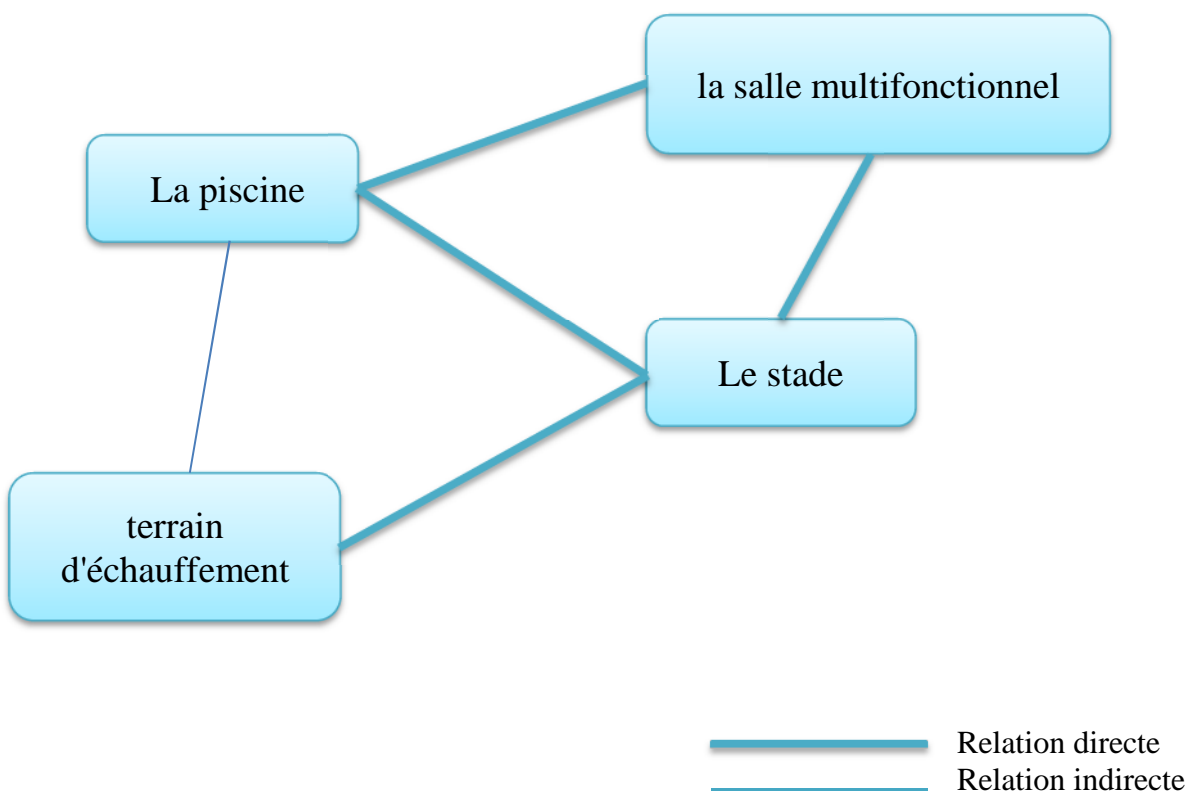 la salle multifonctionnel
La piscine
Le stade
terrain
d'échauffement
Relation directe
Relation indirecte